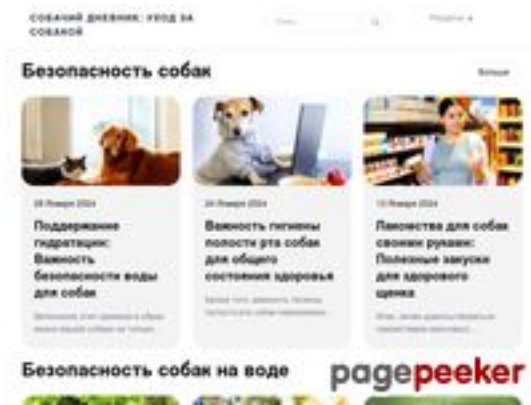 СОБАЧИЙ ДНЕВНИК: УХОД ЗА
СОБАКОЙ
Безопасность собак
Больше
28 Января 2024
Поддержание
гидратации:
Важность
безопасности воды
для собак
24 Января 2024
Важность гигиены
полости рта собак
для общего
состояния здоровья
Января 2024
Лакомства для собак
своими руками:
Полезные закуски
для здорового
щенка
Безопасность собак на воде
pagepeeker